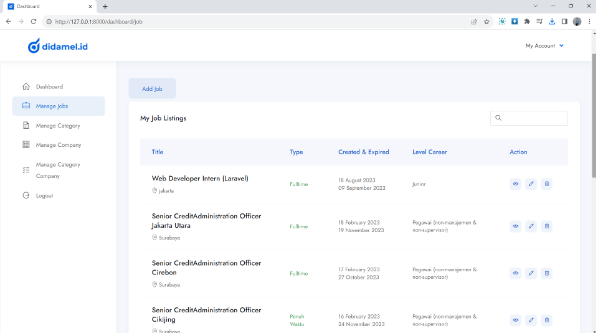 Dashboard
http://127.0.0.1:8000/dashboard/job
didamel.id
My Account
Dashboard
Manage Jobs
Manage Category
Manage Company
Manage Category
Company
Logout
Add Job
My Job Listings
Title Type Created & Expired Level Career Action
Web Developer Intern (Laravel)
jakarta
Fulltime
18 August 2023
09 September 2023
Junior
Senior CreditAdministration Officer
Jakarta Utara
Surabaya
Fulltime
18 February 2023
19 November 2023
Pegawai (non-manajemen &
non-supervisor)
Senior CreditAdministration Officer
Cirebon
Surabaya
Fulltime
17 February 2023
27 October 2023
Pegawai (non-manajemen &
non-supervisor)
Senior CreditAdministration Officer
Cikijing
Surabaya
Penuh
Waktu
16 February 2023
24 November 2023
Pegawai (non-manajemen &
non-supervisor)